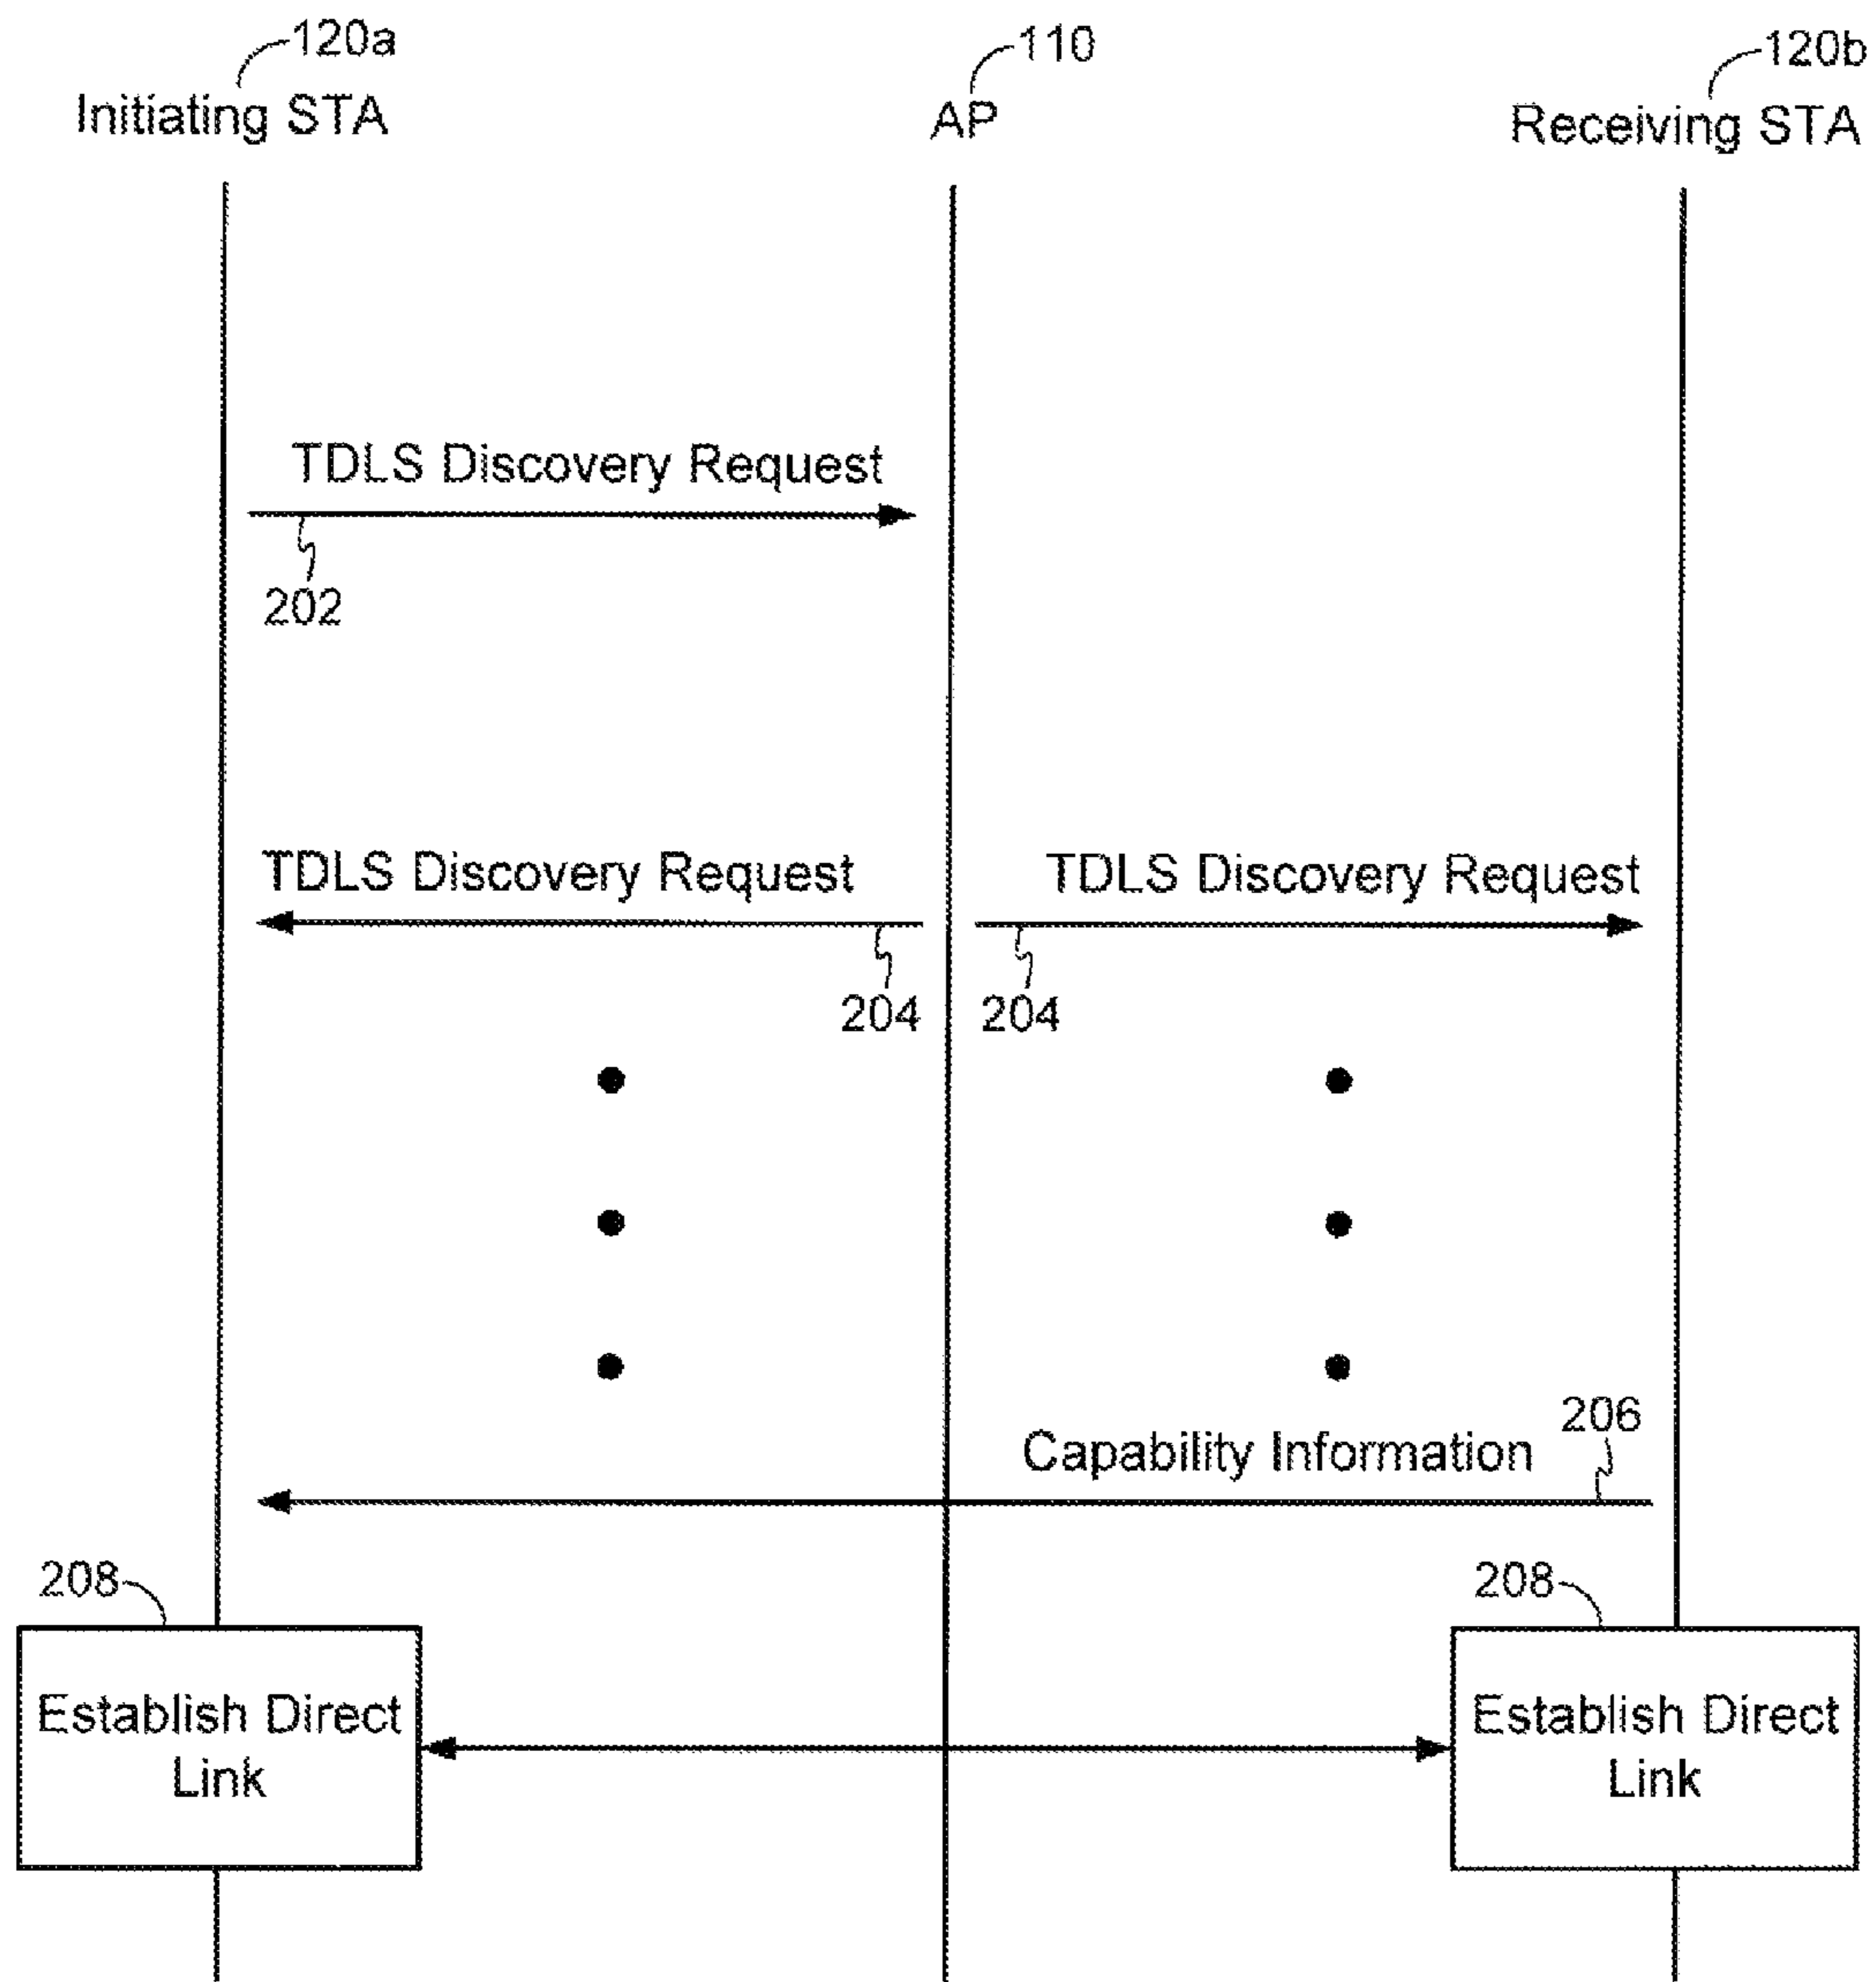 120a
110
120b
Initiating STA
AP
Receiving STA
TDLS Discovery Request
202
TDLS Discovery Request
TDLS Discovery Request
204
204
206
Capability Information
208
208
Establish Direct
Link
Establish Direct
Link